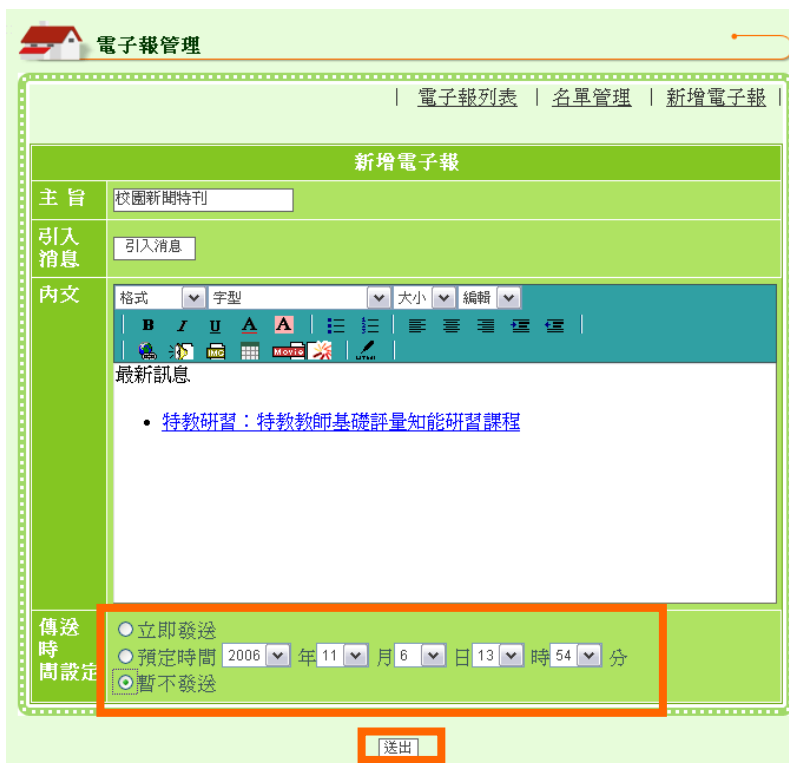 電子報管理
| 電子報列表 | 名單管理 | 新增電子報 |
新增電子報
主旨 校園新聞特刊
引入
消息 引入消息
內文 格式 字型 大小 編輯
B I U A A
IMG Movie HTML
最新訊息
• 特教研習：特教教師基礎評量知能研習課程
傳送
時
間設定
立即發送
預定時間 2006 年 11 月 6 日 13 時 54 分
暫不發送
送出